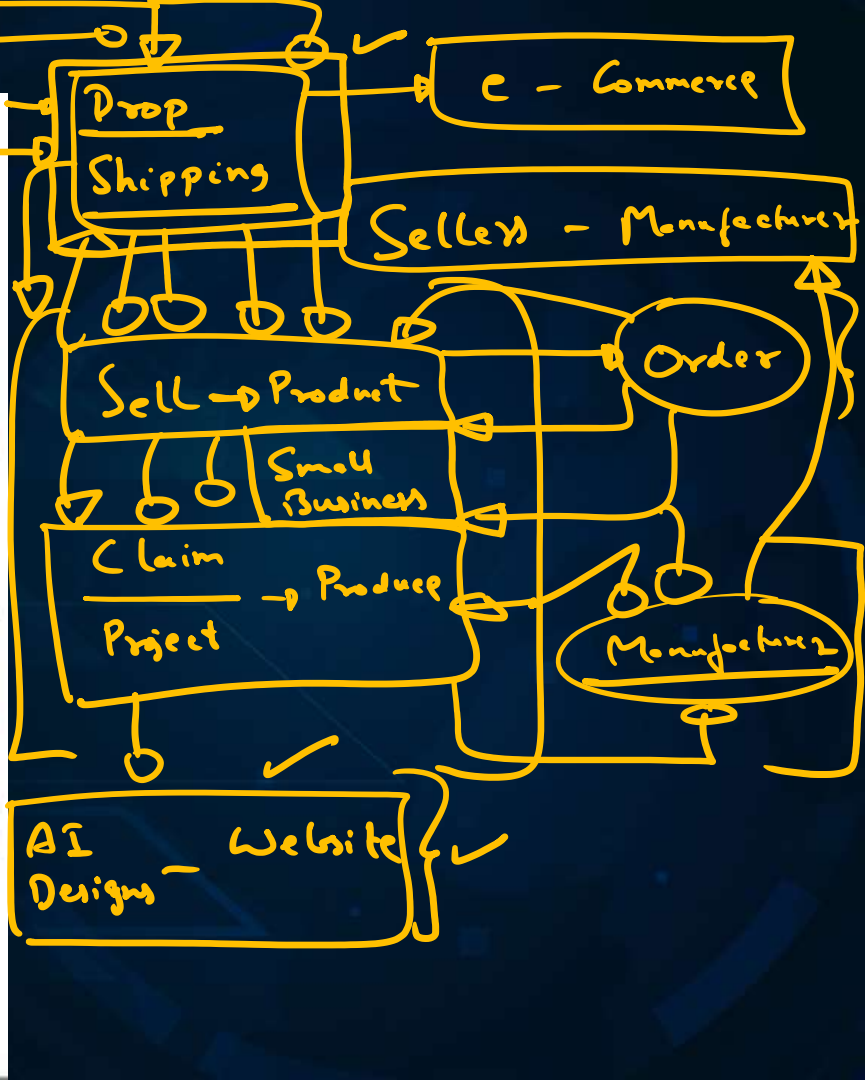 Drop
Shipping
e - Commerce
Sellers - Manufacturer
Order
Sell → Product
Small
Business
Claim
Project
→ Produce
Manufacturer
AI
Designs - Website